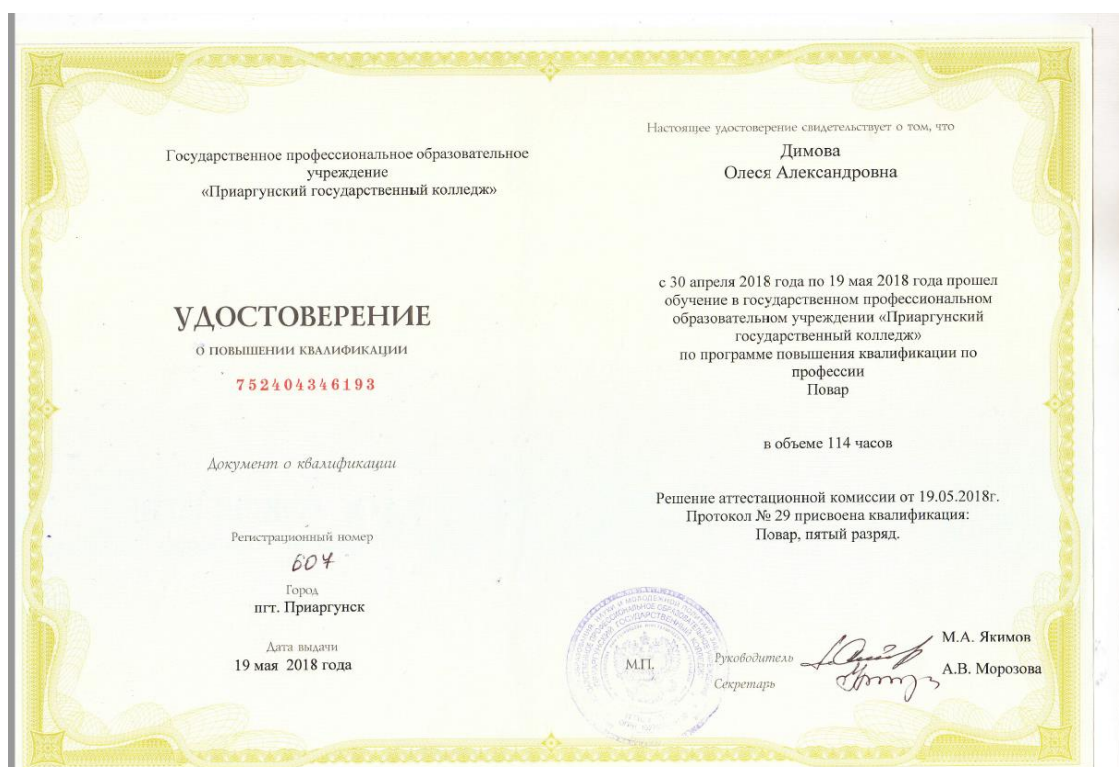 Государственное профессиональное образовательное
учреждение
«Приаргунский государственный колледж»
УДОСТОВЕРЕНИЕ
О ПОВЫШЕНИИ КВАЛИФИКАЦИИ
752404346193
Документ о квалификации
Регистрационный номер
607
Город
пгт. Приаргунск
Дата выдачи
19 мая 2018 года
Настоящее удостоверение свидетельствует о том, что
Димова
Олеся Александровна
с 30 апреля 2018 года по 19 мая 2018 года прошел
обучение в государственном профессиональном
образовательном учреждении «Приаргунский
государственный колледж»
по программе повышения квалификации по
профессии
Повар
в объеме 114 часов
Решение аттестационной комиссии от 19.05.2018г.
Протокол № 29 присвоена квалификация:
Повар, пятый разряд.
М.П.
Руководитель
М.А. Якимов
Секретарь
А.В. Морозова